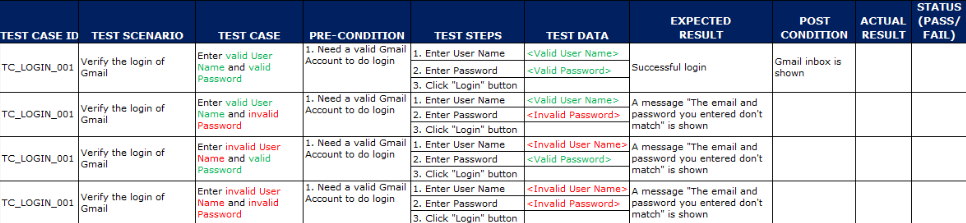 TEST CASE ID TEST SCENARIO TEST CASE PRE-CONDITION TEST STEPS TEST DATA EXPECTED RESULT POST CONDITION ACTUAL RESULT STATUS (PASS/ FAIL)
TC_LOGIN_001
Verify the login of
Gmail
Enter valid User
Name and valid
Password
1. Need a valid Gmail
Account to do login
1. Enter User Name
<Valid User Name>
2. Enter Password
<Valid Password>
3. Click "Login" button
Successful login
Gmail inbox is
shown
TC_LOGIN_001
Verify the login of
Gmail
Enter valid User
Name and invalid
Password
1. Need a valid Gmail
Account to do login
1. Enter User Name
<Valid User Name>
2. Enter Password
<Invalid Password>
3. Click "Login" button
A message "The email and
password you entered don't
match" is shown
TC_LOGIN_001
Verify the login of
Gmail
Enter invalid User
Name and valid
Password
1. Need a valid Gmail
Account to do login
1. Enter User Name
<Invalid User Name>
2. Enter Password
<Valid Password>
3. Click "Login" button
A message "The email and
password you entered don't
match" is shown
TC_LOGIN_001
Verify the login of
Gmail
Enter invalid User
Name and invalid
Password
1. Need a valid Gmail
Account to do login
1. Enter User Name
<Invalid User Name>
2. Enter Password
<Invalid Password>
3. Click "Login" button
A message "The email and
password you entered don't
match" is shown